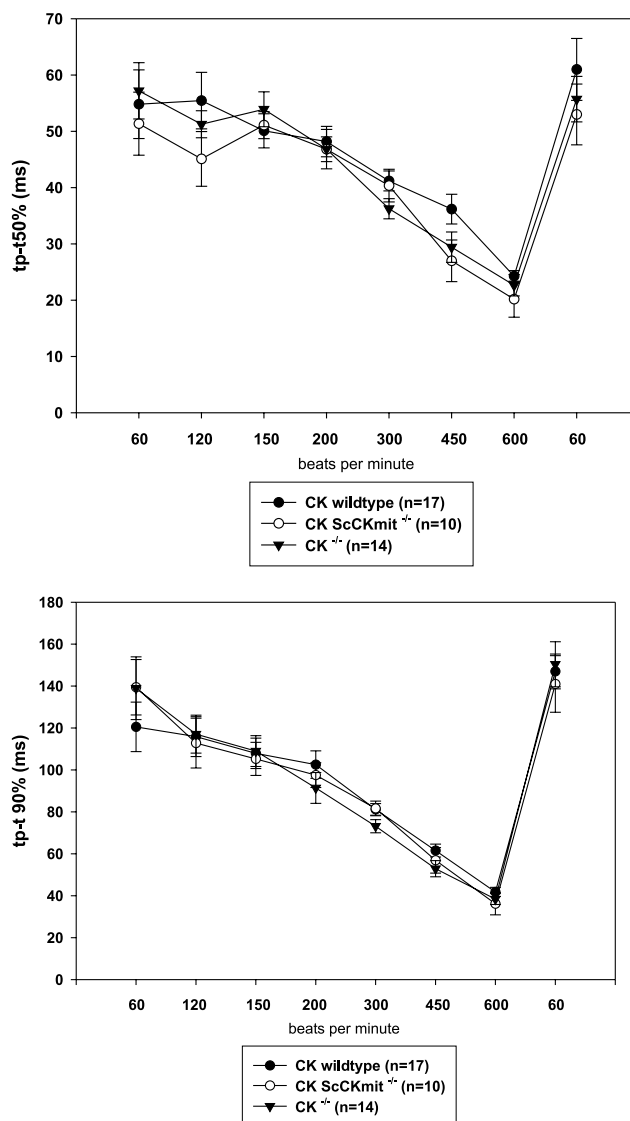 70
60
50
40
30
20
10
0
tp-t50% (ms)
60 120 150 200 300 450 600 60
beats per minute
CK wildtype (n=17)
CK ScCKmit -/- (n=10)
CK -/- (n=14)
180
160
140
120
100
80
60
40
20
0
tp-t 90% (ms)
60 120 150 200 300 450 600 60
beats per minute
CK wildtype (n=17)
CK ScCKmit -/- (n=10)
CK -/- (n=14)